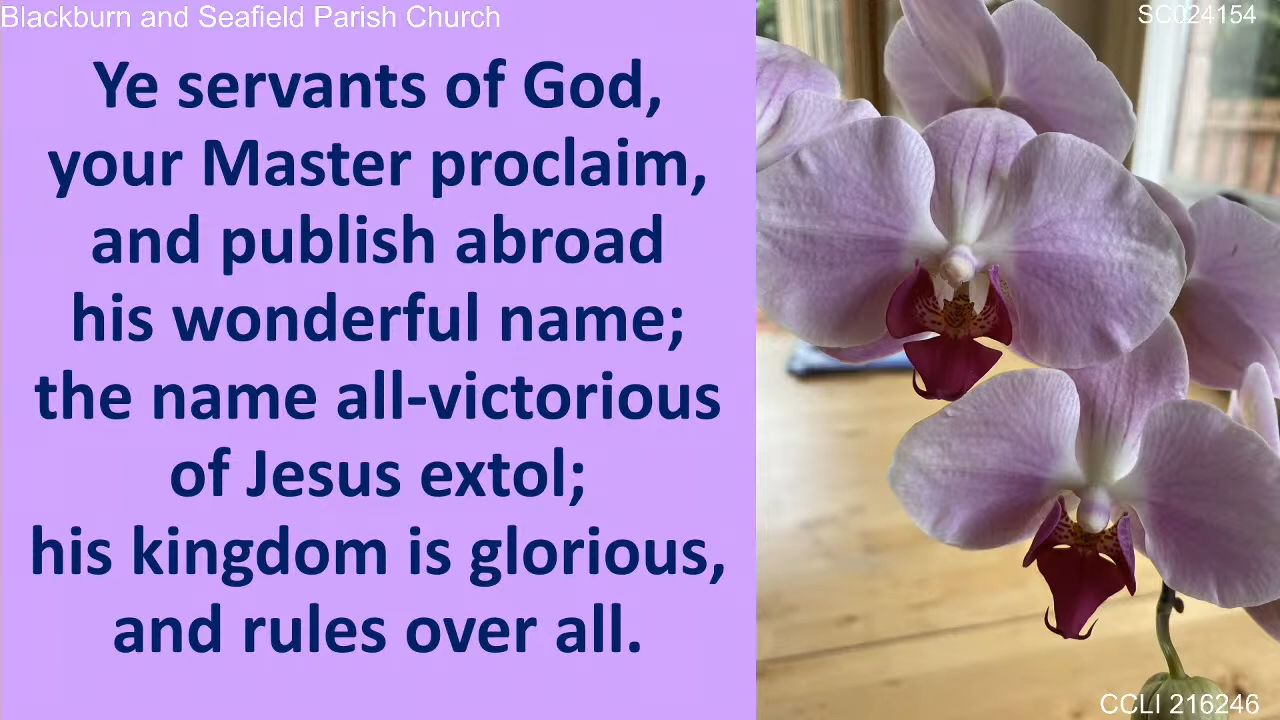 Blackburn and Seafield Parish Church
SC024154
Ye servants of God,
your Master proclaim,
and publish abroad
his wonderful name;
the name all-victorious
of Jesus extol;
his kingdom is glorious,
and rules over all.
CCLI 216246